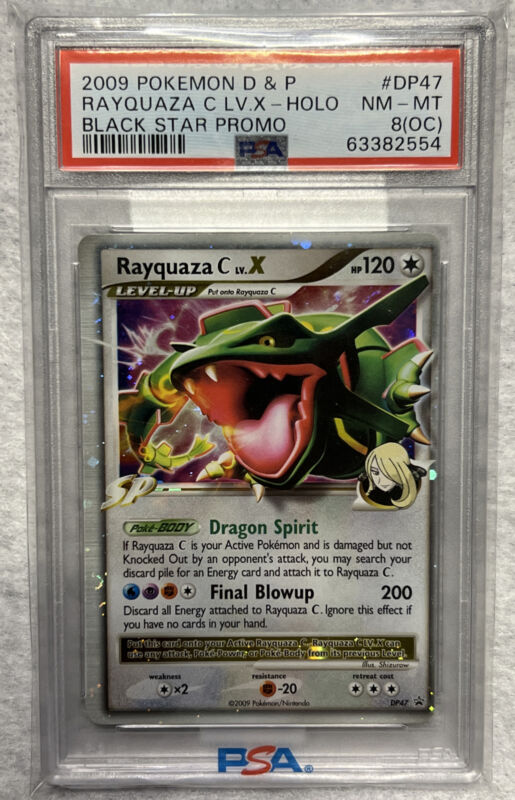 2009 POKEMON D & P #DP47
RAYQUAZA C LV.X-HOLO NM-MT
BLACK STAR PROMO 8(OC)
PSA 63382554
Rayquaza C LV.X HP 120
LEVEL-UP Put onto Rayquaza C
SP
Poké-BODY Dragon Spirit
If Rayquaza C is your Active Pokémon and is damaged but not
Knocked Out by an opponent's attack, you may search your
discard pile for an Energy card and attach it to Rayquaza C.
Final Blowup 200
Discard all Energy attached to Rayquaza C. Ignore this effect if
you have no cards in your hand.
Put this card onto your Active Rayquaza C. Rayquaza C LV.X can
use any attack, Poké-Power, or Poké-Body from its previous Level.
Illus. Shizurow
weakness resistance retreat cost
×2 -20
©2009 Pokémon/Nintendo DP47
PSA®
PSA